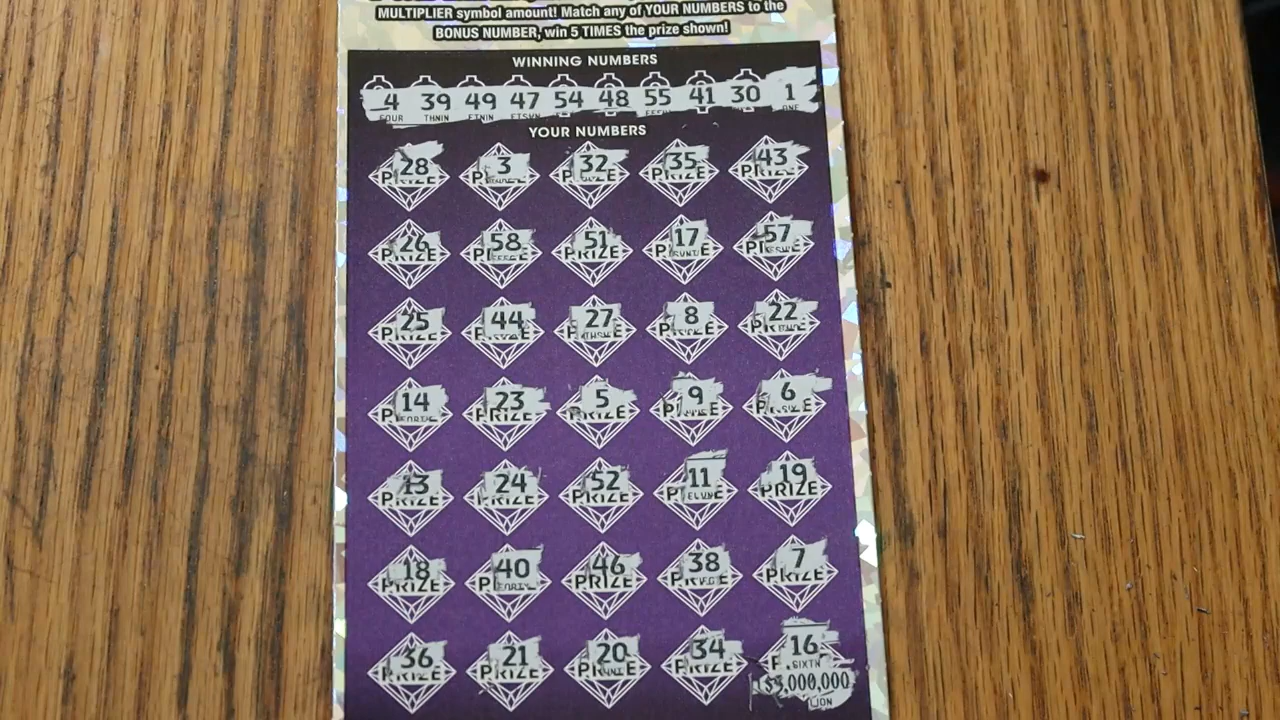 MULTIPLIER symbol amount! Match any of YOUR NUMBERS to the
BONUS NUMBER, win 5 TIMES the prize shown!
WINNING NUMBERS
4 39 49 47 54 48 55 41 30 1
FOUR THNIN FTNIN ONE
YOUR NUMBERS
28 3 32 35 43
PRIZE
26 58 51 17 57
PRIZE PRIZE
25 44 27 8 22
PRIZE
14 23 5 9 6
PRIZE PRIZE
13 24 52 11 19
PRIZE PRIZE PRIZE ELVN PRIZE
18 40 46 38 7
PRIZE PRIZE PRIZE
36 21 20 34 16
PRIZE PRIZE PRIZE SIXTN